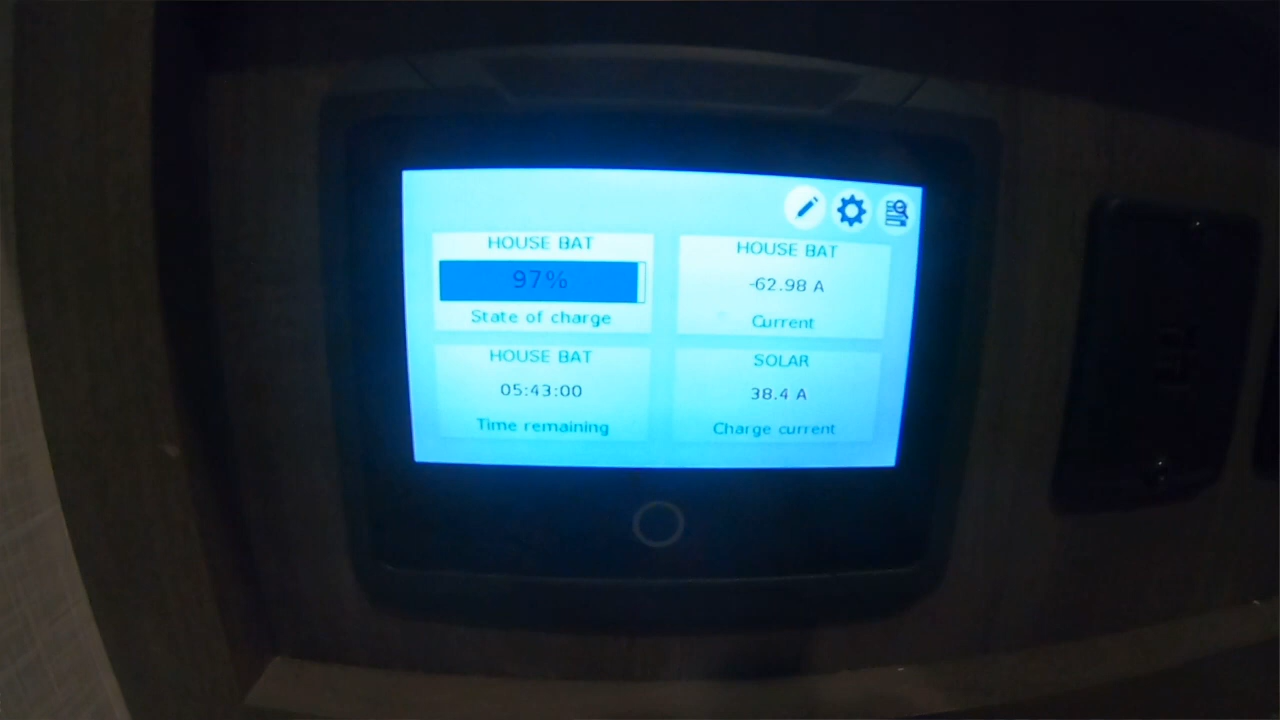 HOUSE BAT
97%
State of charge
HOUSE BAT
-62.98 A
Current
HOUSE BAT
05:43:00
Time remaining
SOLAR
38.4 A
Charge current